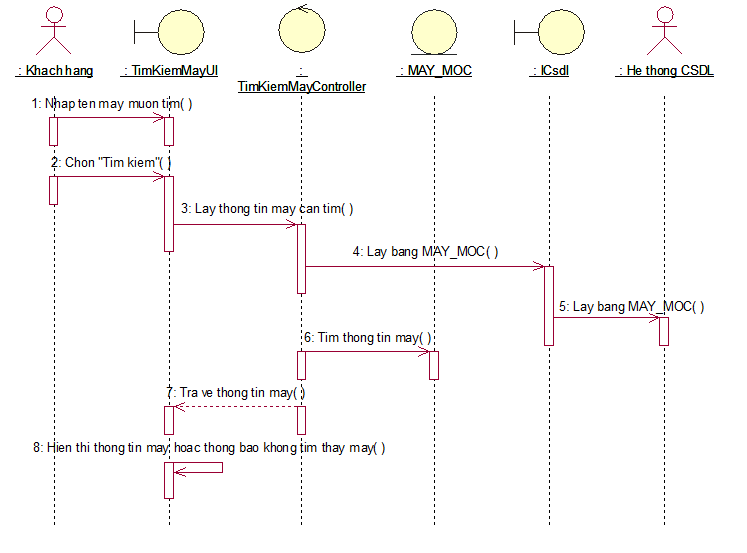 : Khach hang
: TimKiemMayUI
:
TimKiemMayController
: MAY_MOC
: ICsdl
: He thong CSDL
1: Nhap ten may muon tim( )
2: Chon "Tim kiem"( )
3: Lay thong tin may can tim( )
4: Lay bang MAY_MOC( )
5: Lay bang MAY_MOC( )
6: Tim thong tin may( )
7: Tra ve thong tin may( )
8: Hien thi thong tin may hoac thong bao khong tim thay may( )